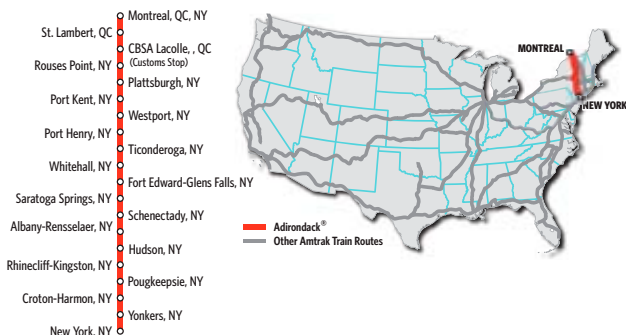 Montreal, QC, NY
St. Lambert, QC
CBSA Lacolle, , QC
(Customs Stop)
Rouses Point, NY
Plattsburgh, NY
Port Kent, NY
Westport, NY
Port Henry, NY
Ticonderoga, NY
Whitehall, NY
Fort Edward-Glens Falls, NY
Saratoga Springs, NY
Schenectady, NY
Albany-Rensselaer, NY
Hudson, NY
Rhinecliff-Kingston, NY
Pougkeepsie, NY
Croton-Harmon, NY
Yonkers, NY
New York, NY
MONTREAL
NEW YORK
Adirondack®
Other Amtrak Train Routes